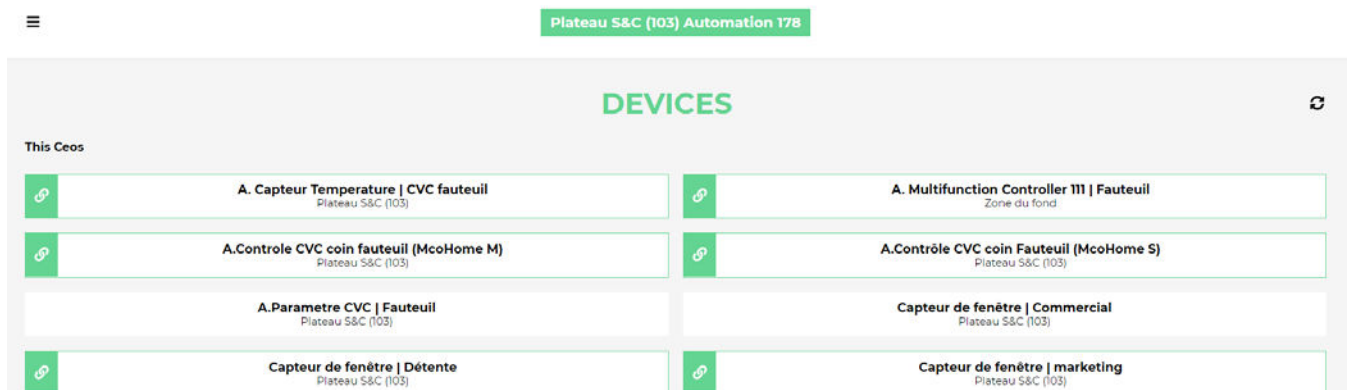 Plateau S&C (103) Automation 178
DEVICES
This Ceos
A. Capteur Temperature | CVC fauteuil
Plateau S&C (103)
A. Multifunction Controller 111 | Fauteuil
Zone du fond
A.Controle CVC coin fauteuil (McoHome M)
Plateau S&C (103)
A.Contrôle CVC coin Fauteuil (McoHome S)
Plateau S&C (103)
A.Parametre CVC | Fauteuil
Plateau S&C (103)
Capteur de fenêtre | Commercial
Plateau S&C (103)
Capteur de fenêtre | Détente
Plateau S&C (103)
Capteur de fenêtre | marketing
Plateau S&C (103)